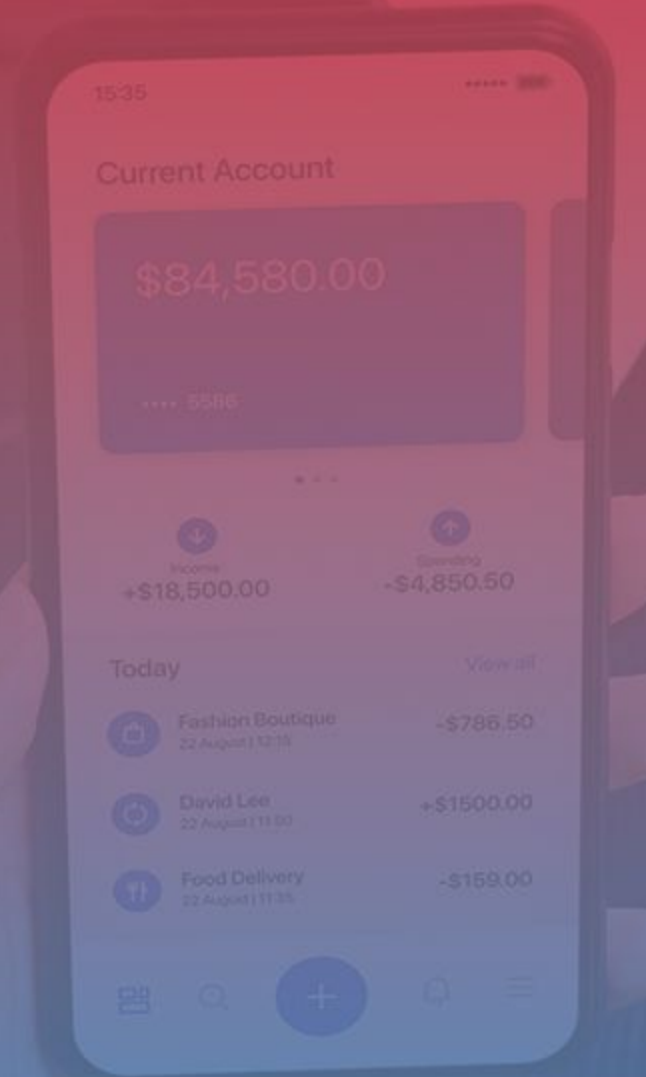 15:35
Current Account
$84,580.00
•••• 5586
Income
+$18,500.00
Spending
-$4,850.50
Today
View all
Fashion Boutique
-$786.50
22 August | 12:15
David Lee
+$1500.00
22 August | 11:00
Food Delivery
-$159.00
22 August | 11:35